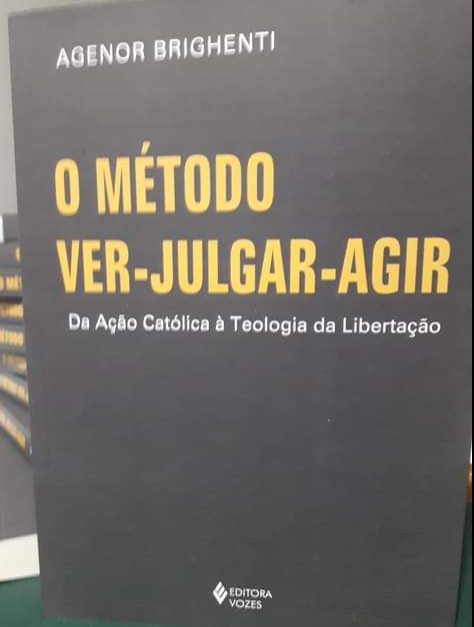 AGENOR BRIGHENTI
O MÉTODO
VER-JULGAR-AGIR
Da Ação Católica à Teologia da Libertação
EDITORA
VOZES